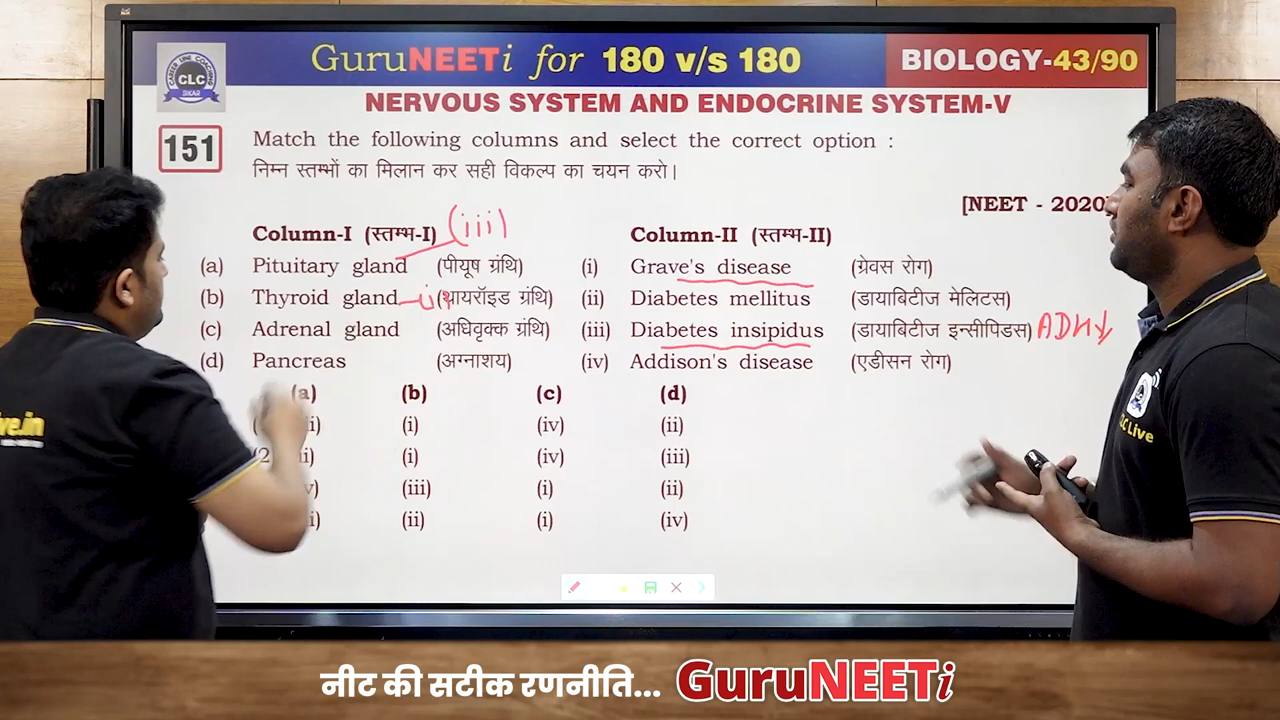 GuruNEETi for 180 v/s 180 BIOLOGY-43/90
CLC
SIKAR
NERVOUS SYSTEM AND ENDOCRINE SYSTEM-V
151 Match the following columns and select the correct option :
निम्न स्तम्भों का मिलान कर सही विकल्प का चयन करो।
[NEET - 2020
(iii)
Column-I (स्तम्भ-I) Column-II (स्तम्भ-II)
(a) Pituitary gland (पीयूष ग्रंथि) (i) Grave's disease (ग्रेवस रोग)
(b) Thyroid gland (थायरॉइड ग्रंथि) (ii) Diabetes mellitus (डायाबिटीज मेलिटस)
(c) Adrenal gland (अधिवृक्क ग्रंथि) (iii) Diabetes insipidus (डायाबिटीज इन्सीपिडस) ADH↓
(d) Pancreas (अग्नाशय) (iv) Addison's disease (एडीसन रोग)
(a) (b) (c) (d)
(i) (iv) (ii)
(2 (i) (iv) (iii)
(iii) (i) (ii)
(ii) (i) (iv)
ve.in
CLC Live
नीट की सटीक रणनीति... GuruNEETi